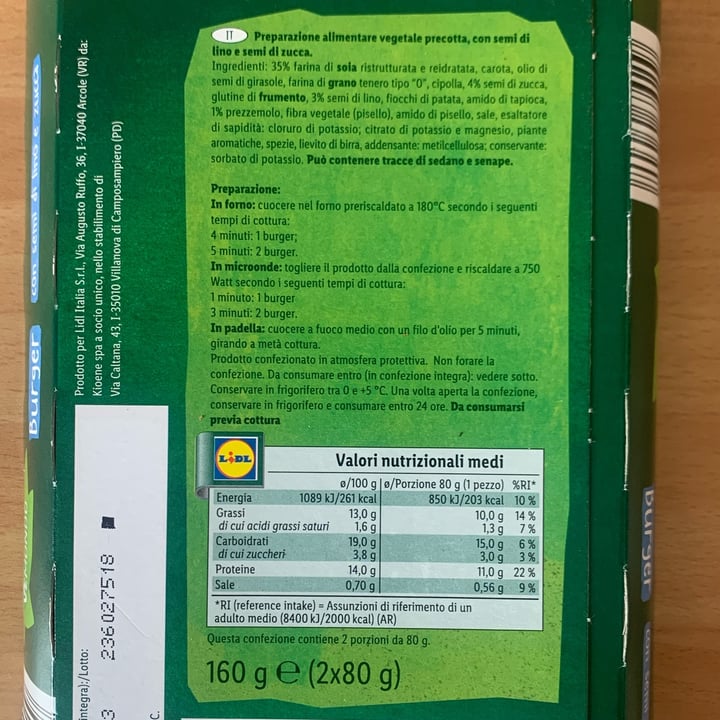 IT Preparazione alimentare vegetale precotta, con semi di
lino e semi di zucca.
Ingredienti: 35% farina di soia ristrutturata e reidratata, carota, olio di
semi di girasole, farina di grano tenero tipo "0", cipolla, 4% semi di zucca,
glutine di frumento, 3% semi di lino, fiocchi di patata, amido di tapioca,
1% prezzemolo, fibra vegetale (pisello), amido di pisello, sale, esaltatore
di sapidità: cloruro di potassio; citrato di potassio e magnesio, piante
aromatiche, spezie, lievito di birra, addensante: metilcellulosa; conservante:
sorbato di potassio. Può contenere tracce di sedano e senape.
Preparazione:
In forno: cuocere nel forno preriscaldato a 180°C secondo i seguenti
tempi di cottura:
4 minuti: 1 burger;
5 minuti: 2 burger.
In microonde: togliere il prodotto dalla confezione e riscaldare a 750
Watt secondo i seguenti tempi di cottura:
1 minuto: 1 burger
3 minuti: 2 burger.
In padella: cuocere a fuoco medio con un filo d'olio per 5 minuti,
girando a metà cottura.
Prodotto confezionato in atmosfera protettiva. Non forare la
confezione. Da consumare entro (in confezione integra): vedere sotto.
Conservare in frigorifero tra 0 e +5 °C. Una volta aperta la confezione,
conservare in frigorifero e consumare entro 24 ore. Da consumarsi
previa cottura
LIDL
Valori nutrizionali medi
ø/100 g ø/Porzione 80 g (1 pezzo) %RI*
Energia 1089 kJ/261 kcal 850 kJ/203 kcal 10 %
Grassi 13,0 g 10,0 g 14 %
di cui acidi grassi saturi 1,6 g 1,3 g 7 %
Carboidrati 19,0 g 15,0 g 6 %
di cui zuccheri 3,8 g 3,0 g 3 %
Proteine 14,0 g 11,0 g 22 %
Sale 0,70 g 0,56 g 9 %
*RI (reference intake) = Assunzioni di riferimento di un
adulto medio (8400 kJ/2000 kcal) (AR)
Questa confezione contiene 2 porzioni da 80 g.
160 g e (2x80 g)
Prodotto per Lidl Italia S.r.l., Via Augusto Ruffo, 36, I-37040 Arcole (VR) da:
Kioene spa a socio unico, nello stabilimento di
Via Caltana, 43, I-35010 Villanova di Camposampiero (PD)
integra):/Lotto:
3 236027518
C.
Burger con semi di lino e zucca
Burger con semi